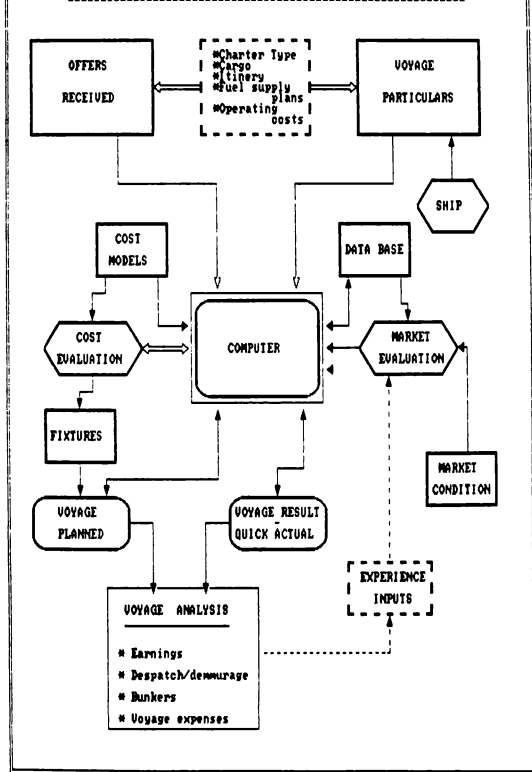 OFFERS
RECEIVED
*Charter Type
*Cargo
*Itinery
*Fuel supply
plans
*Operating
costs
VOYAGE
PARTICULARS
SHIP
COST
MODELS
DATA BASE
COST
EVALUATION
COMPUTER
MARKET
EVALUATION
FIXTURES
MARKET
CONDITION
VOYAGE
PLANNED
VOYAGE RESULT
-
QUICK ACTUAL
EXPERIENCE
INPUTS
VOYAGE ANALYSIS
* Earnings
* Despatch/demmurage
* Bunkers
* Voyage expenses